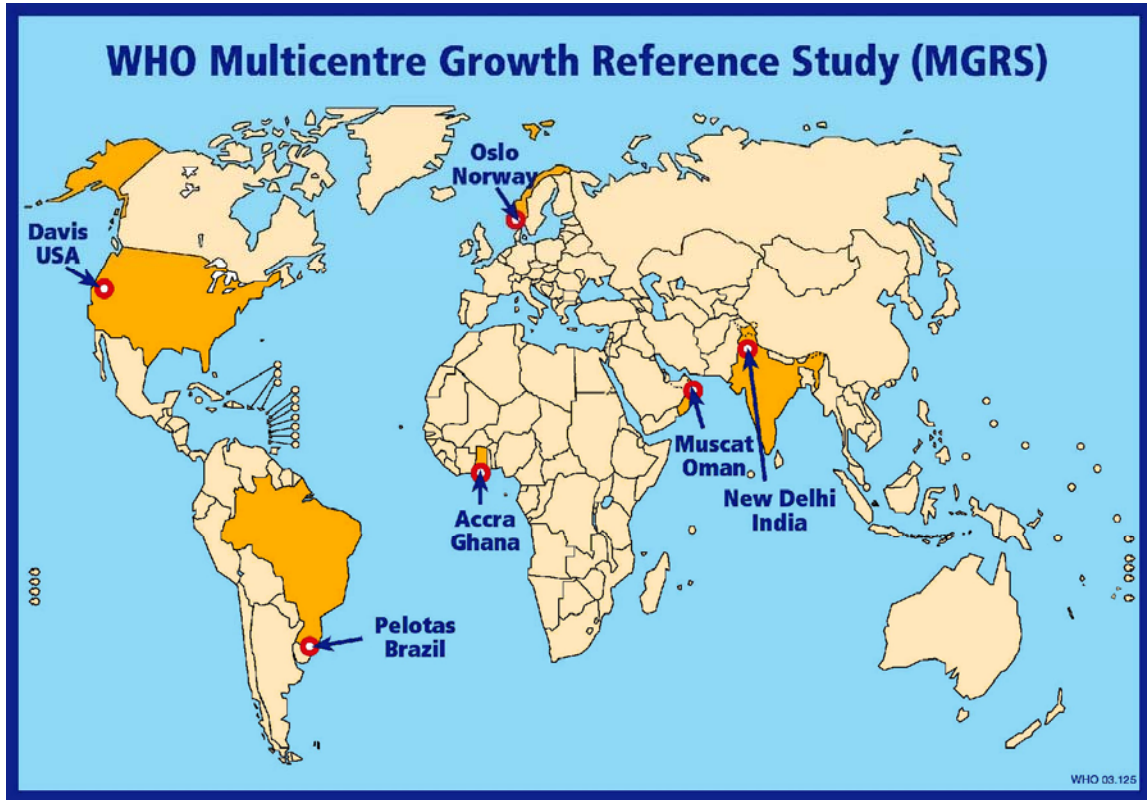 WHO Multicentre Growth Reference Study (MGRS)
Oslo
Norway
Davis
USA
Muscat
Oman
New Delhi
India
Accra
Ghana
Pelotas
Brazil
WHO 03.125